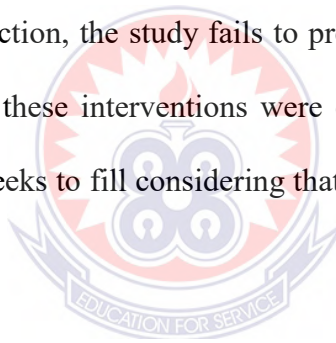 ction, the study fails to pr
these interventions were
eeks to fill considering that
EDUCATION FOR SERVICE